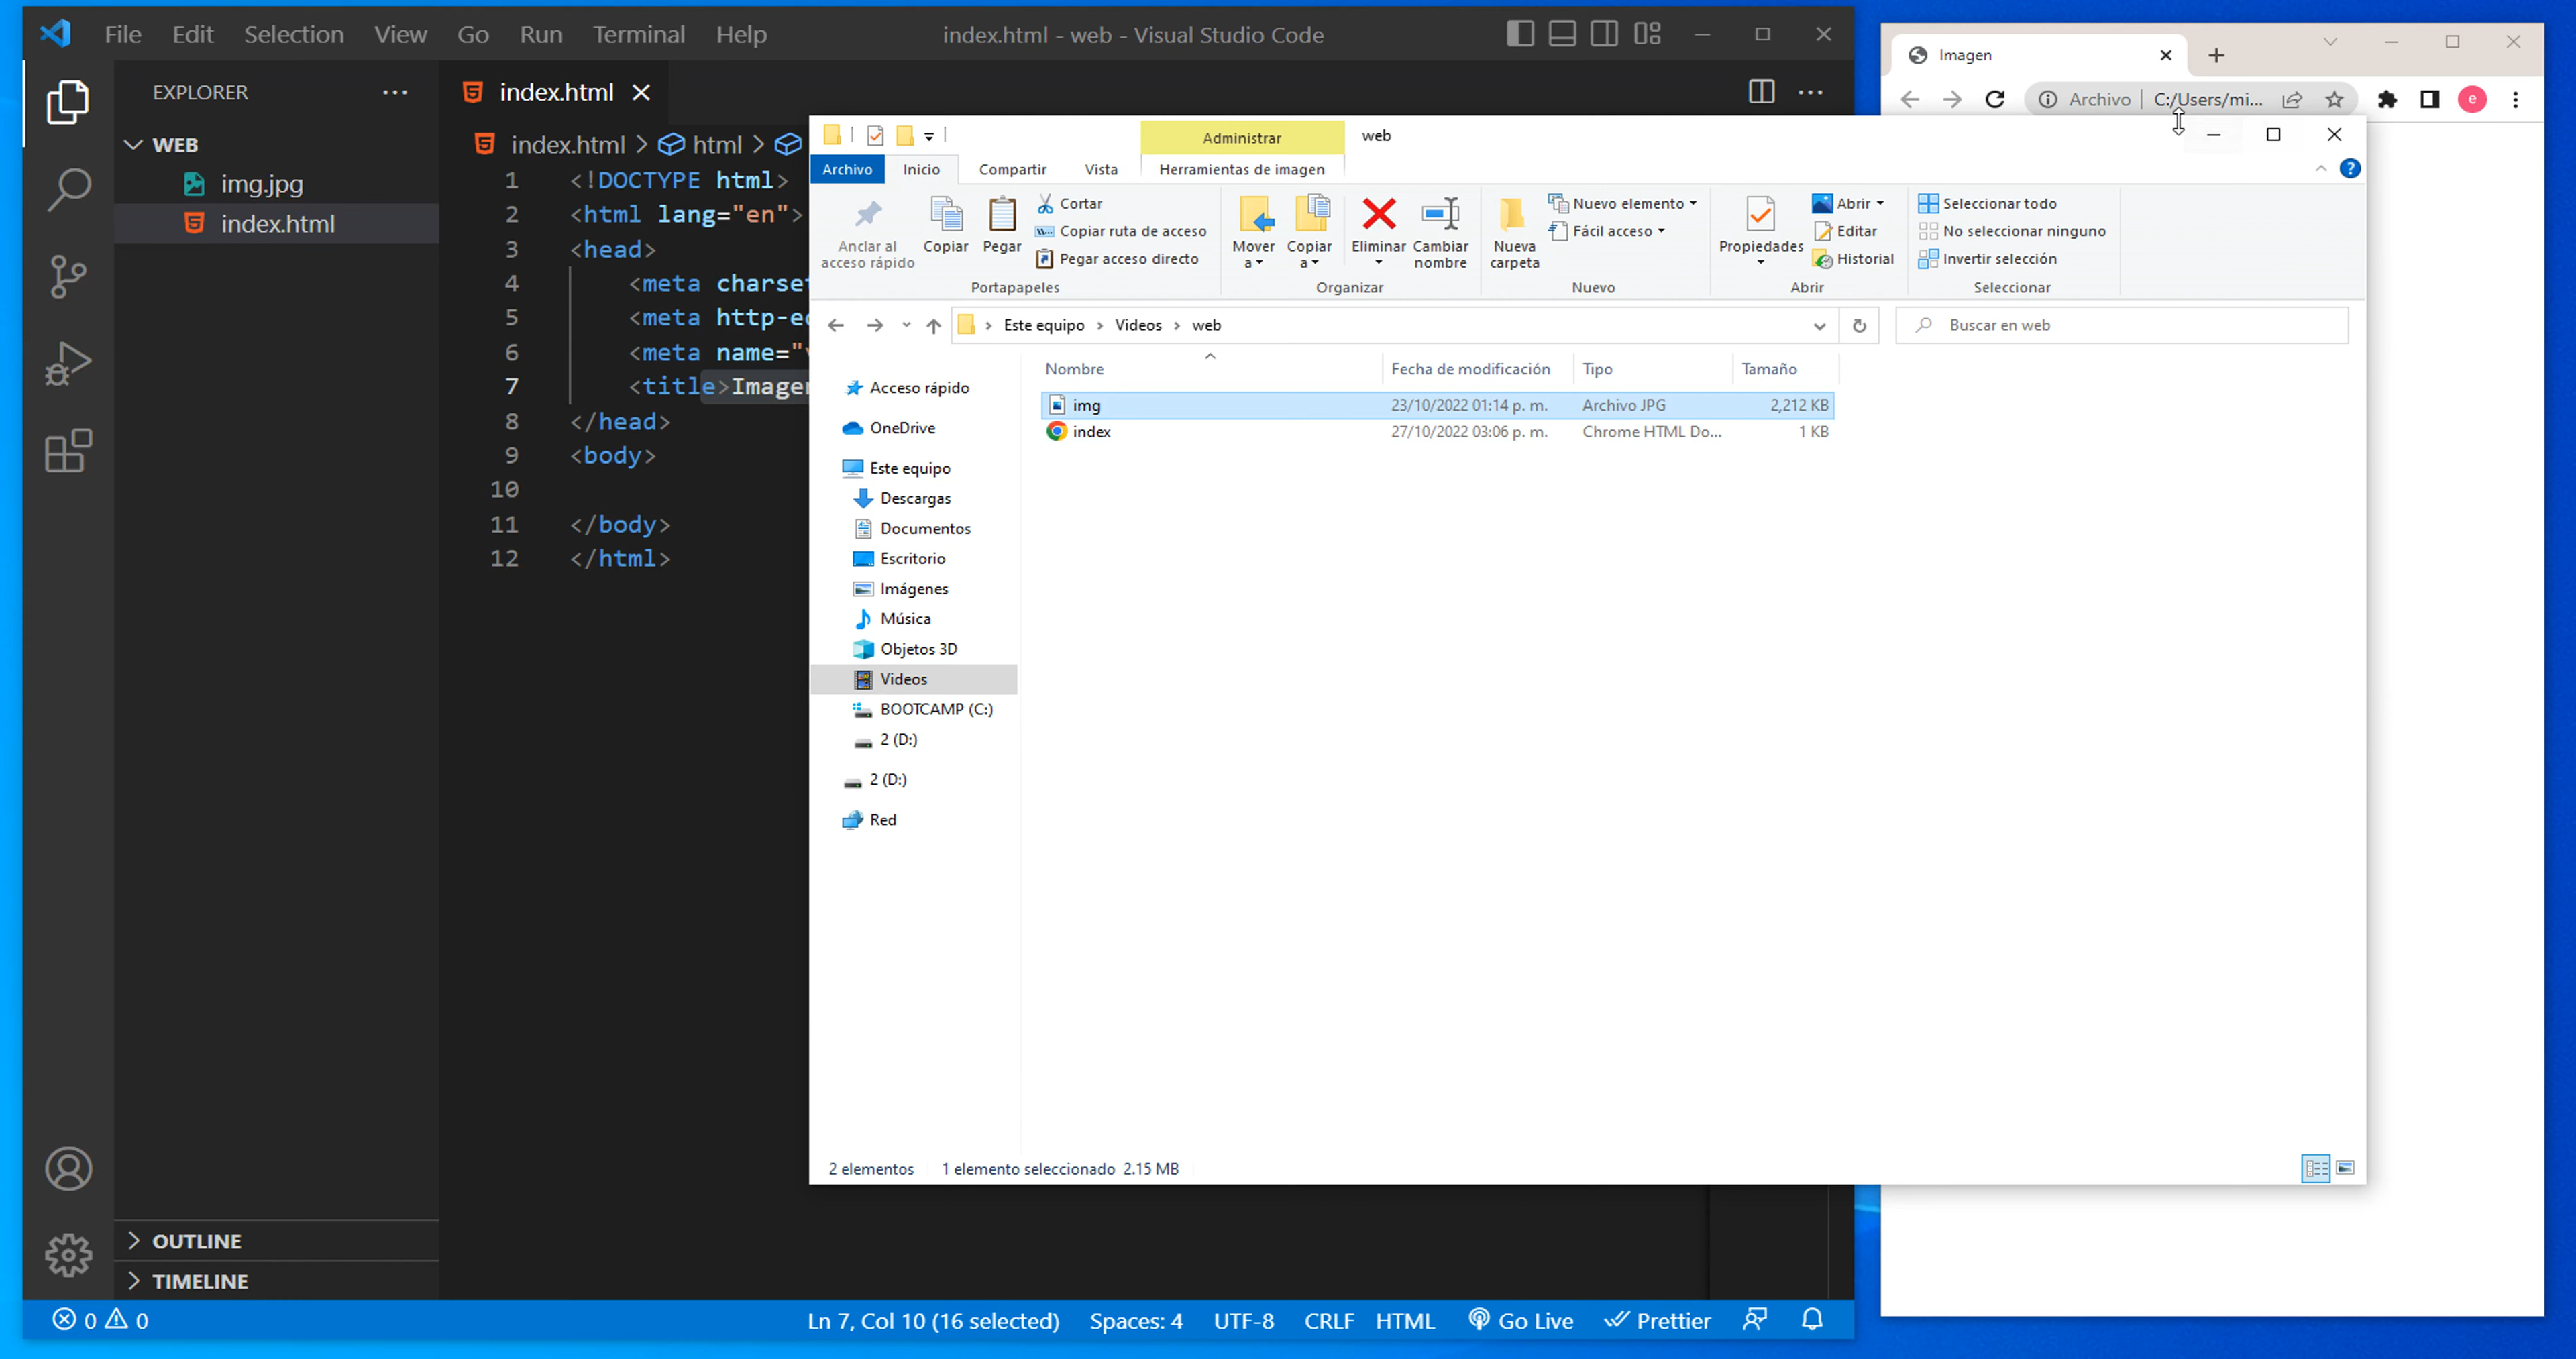 File Edit Selection View Go Run Terminal Help
index.html - web - Visual Studio Code
EXPLORER
index.html
WEB
img.jpg
index.html
index.html > html >
1 <!DOCTYPE html>
2 <html lang="en">
3 <head>
4 <meta charset
5 <meta http-e
6 <meta name="
7 <title>Imagen
8 </head>
9 <body>
10
11 </body>
12 </html>
OUTLINE
TIMELINE
0 0
Ln 7, Col 10 (16 selected) Spaces: 4 UTF-8 CRLF HTML Go Live Prettier
Imagen
Archivo | C:/Users/mi...
e
Administrar web
Archivo Inicio Compartir Vista Herramientas de imagen
Anclar al acceso rápido
Copiar
Pegar
Cortar
Copiar ruta de acceso
Pegar acceso directo
Portapapeles
Mover a
Copiar a
Eliminar
Cambiar nombre
Organizar
Nueva carpeta
Nuevo elemento
Fácil acceso
Nuevo
Propiedades
Abrir
Editar
Historial
Abrir
Seleccionar todo
No seleccionar ninguno
Invertir selección
Seleccionar
Este equipo > Videos > web
Buscar en web
Nombre Fecha de modificación Tipo Tamaño
img 23/10/2022 01:14 p. m. Archivo JPG 2,212 KB
index 27/10/2022 03:06 p. m. Chrome HTML Do... 1 KB
Acceso rápido
OneDrive
Este equipo
Descargas
Documentos
Escritorio
Imágenes
Música
Objetos 3D
Videos
BOOTCAMP (C:)
2 (D:)
2 (D:)
Red
2 elementos 1 elemento seleccionado 2.15 MB